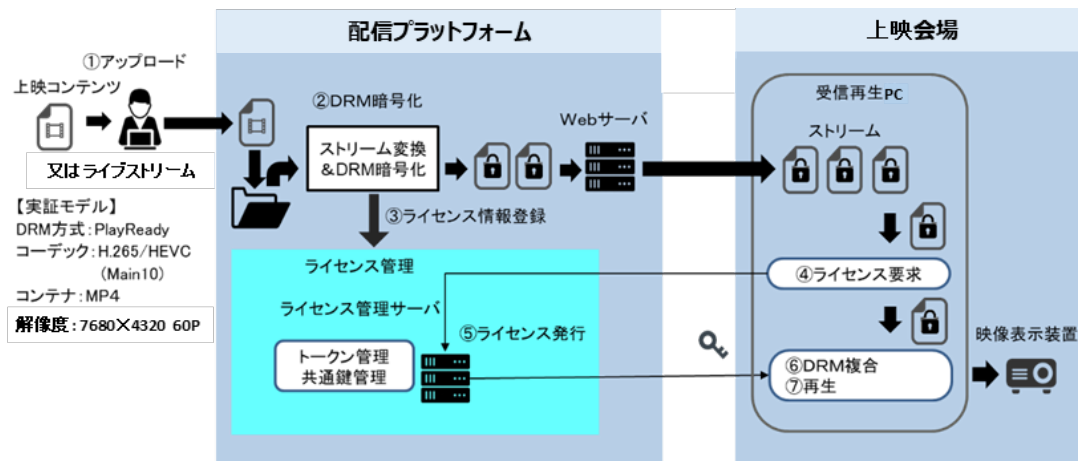 配信プラットフォーム
上映会場
①アップロード
上映コンテンツ
又はライブストリーム
【実証モデル】
DRM方式：PlayReady
コーデック：H.265/HEVC
（Main10）
コンテナ：MP4
解像度：7680×4320 60P
②DRM暗号化
ストリーム変換
＆DRM暗号化
Webサーバ
③ライセンス情報登録
ライセンス管理
ライセンス管理サーバ
⑤ライセンス発行
トークン管理
共通鍵管理
受信再生PC
ストリーム
④ライセンス要求
⑥DRM複合
⑦再生
映像表示装置